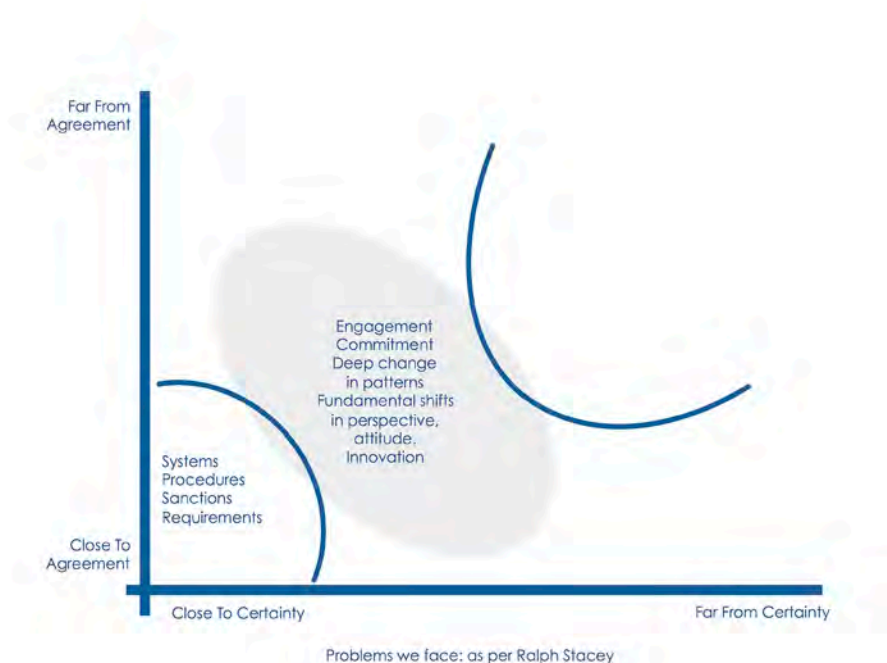 Far From
Agreement
Engagement
Commitment
Deep change
in patterns
Fundamental shifts
in perspective,
attitude.
Innovation
Systems
Procedures
Sanctions
Requirements
Close To
Agreement
Close To Certainty
Far From Certainty
Problems we face: as per Ralph Stacey